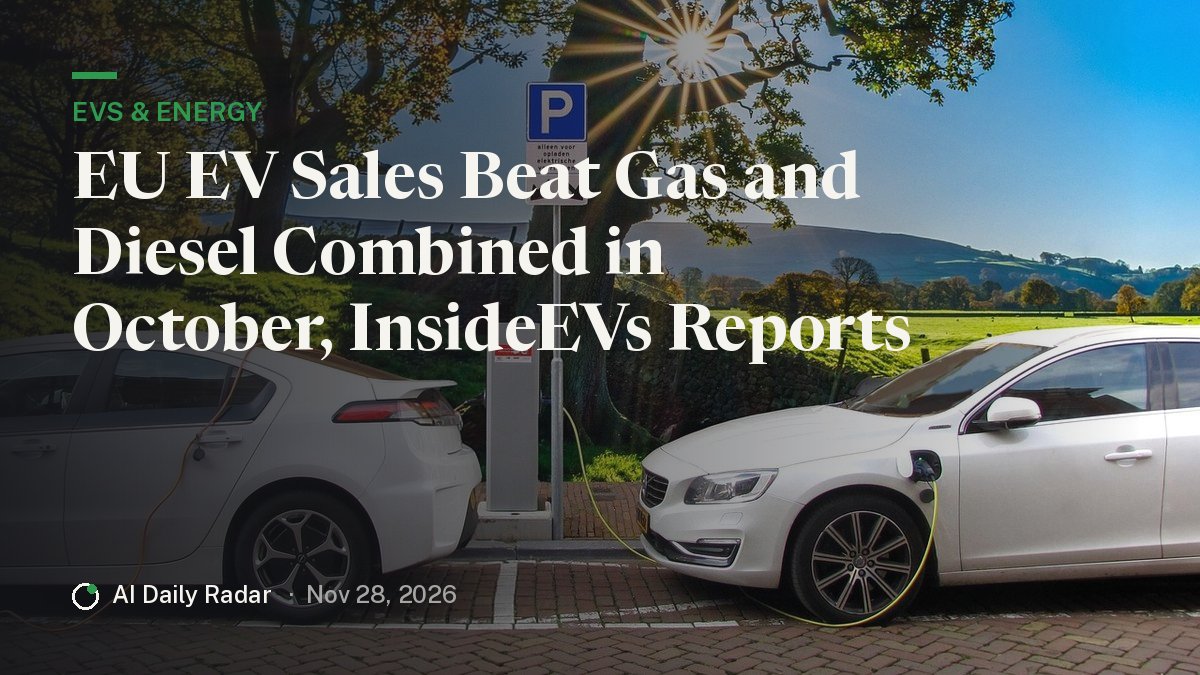 EVS & ENERGY
P
alleen voor
opladen
elektrische
EU EV Sales Beat Gas and
Diesel Combined in
October, InsideEVs Reports
AI Daily Radar · Nov 28, 2026